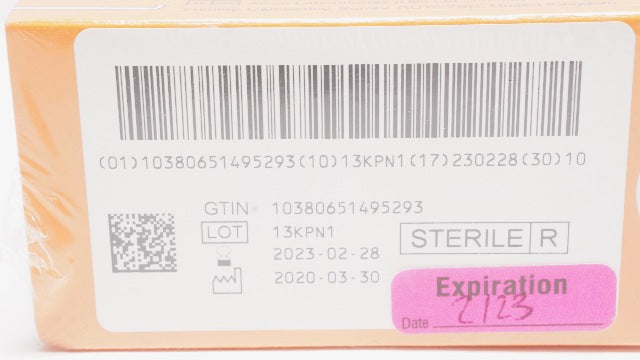 (01)10380651495293(10)13KPN1(17)230228(30)10
GTIN 10380651495293
LOT 13KPN1
2023-02-28
2020-03-30
STERILE R
Expiration
Date 2/23